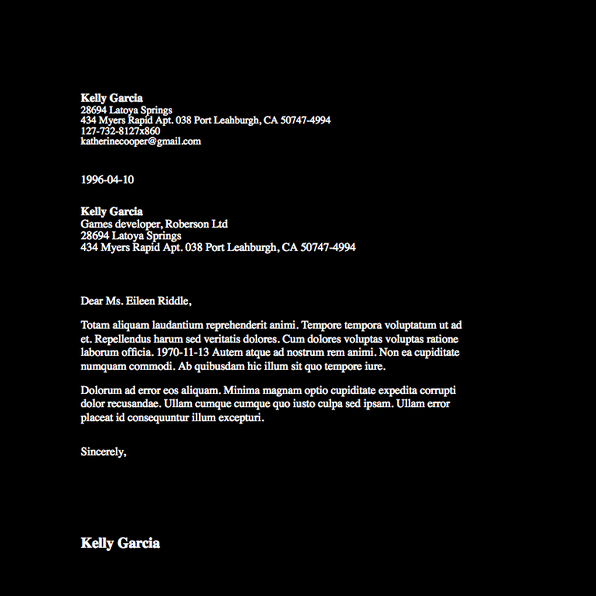 Kelly Garcia
28694 Latoya Springs
434 Myers Rapid Apt. 038 Port Leahburgh, CA 50747-4994
127-732-8127x860
katherinecooper@gmail.com
1996-04-10
Kelly Garcia
Games developer, Roberson Ltd
28694 Latoya Springs
434 Myers Rapid Apt. 038 Port Leahburgh, CA 50747-4994
Dear Ms. Eileen Riddle,
Totam aliquam laudantium reprehenderit animi. Tempore tempora voluptatum ut ad
et. Repellendus harum sed veritatis dolores. Cum dolores voluptas voluptas ratione
laborum officia. 1970-11-13 Autem atque ad nostrum rem animi. Non ea cupiditate
numquam commodi. Ab quibusdam hic illum sit quo tempore iure.
Dolorum ad error eos aliquam. Minima magnam optio cupiditate expedita corrupti
dolor recusandae. Ullam cumque cumque quo iusto culpa sed ipsam. Ullam error
placeat id consequuntur illum excepturi.
Sincerely,
Kelly Garcia